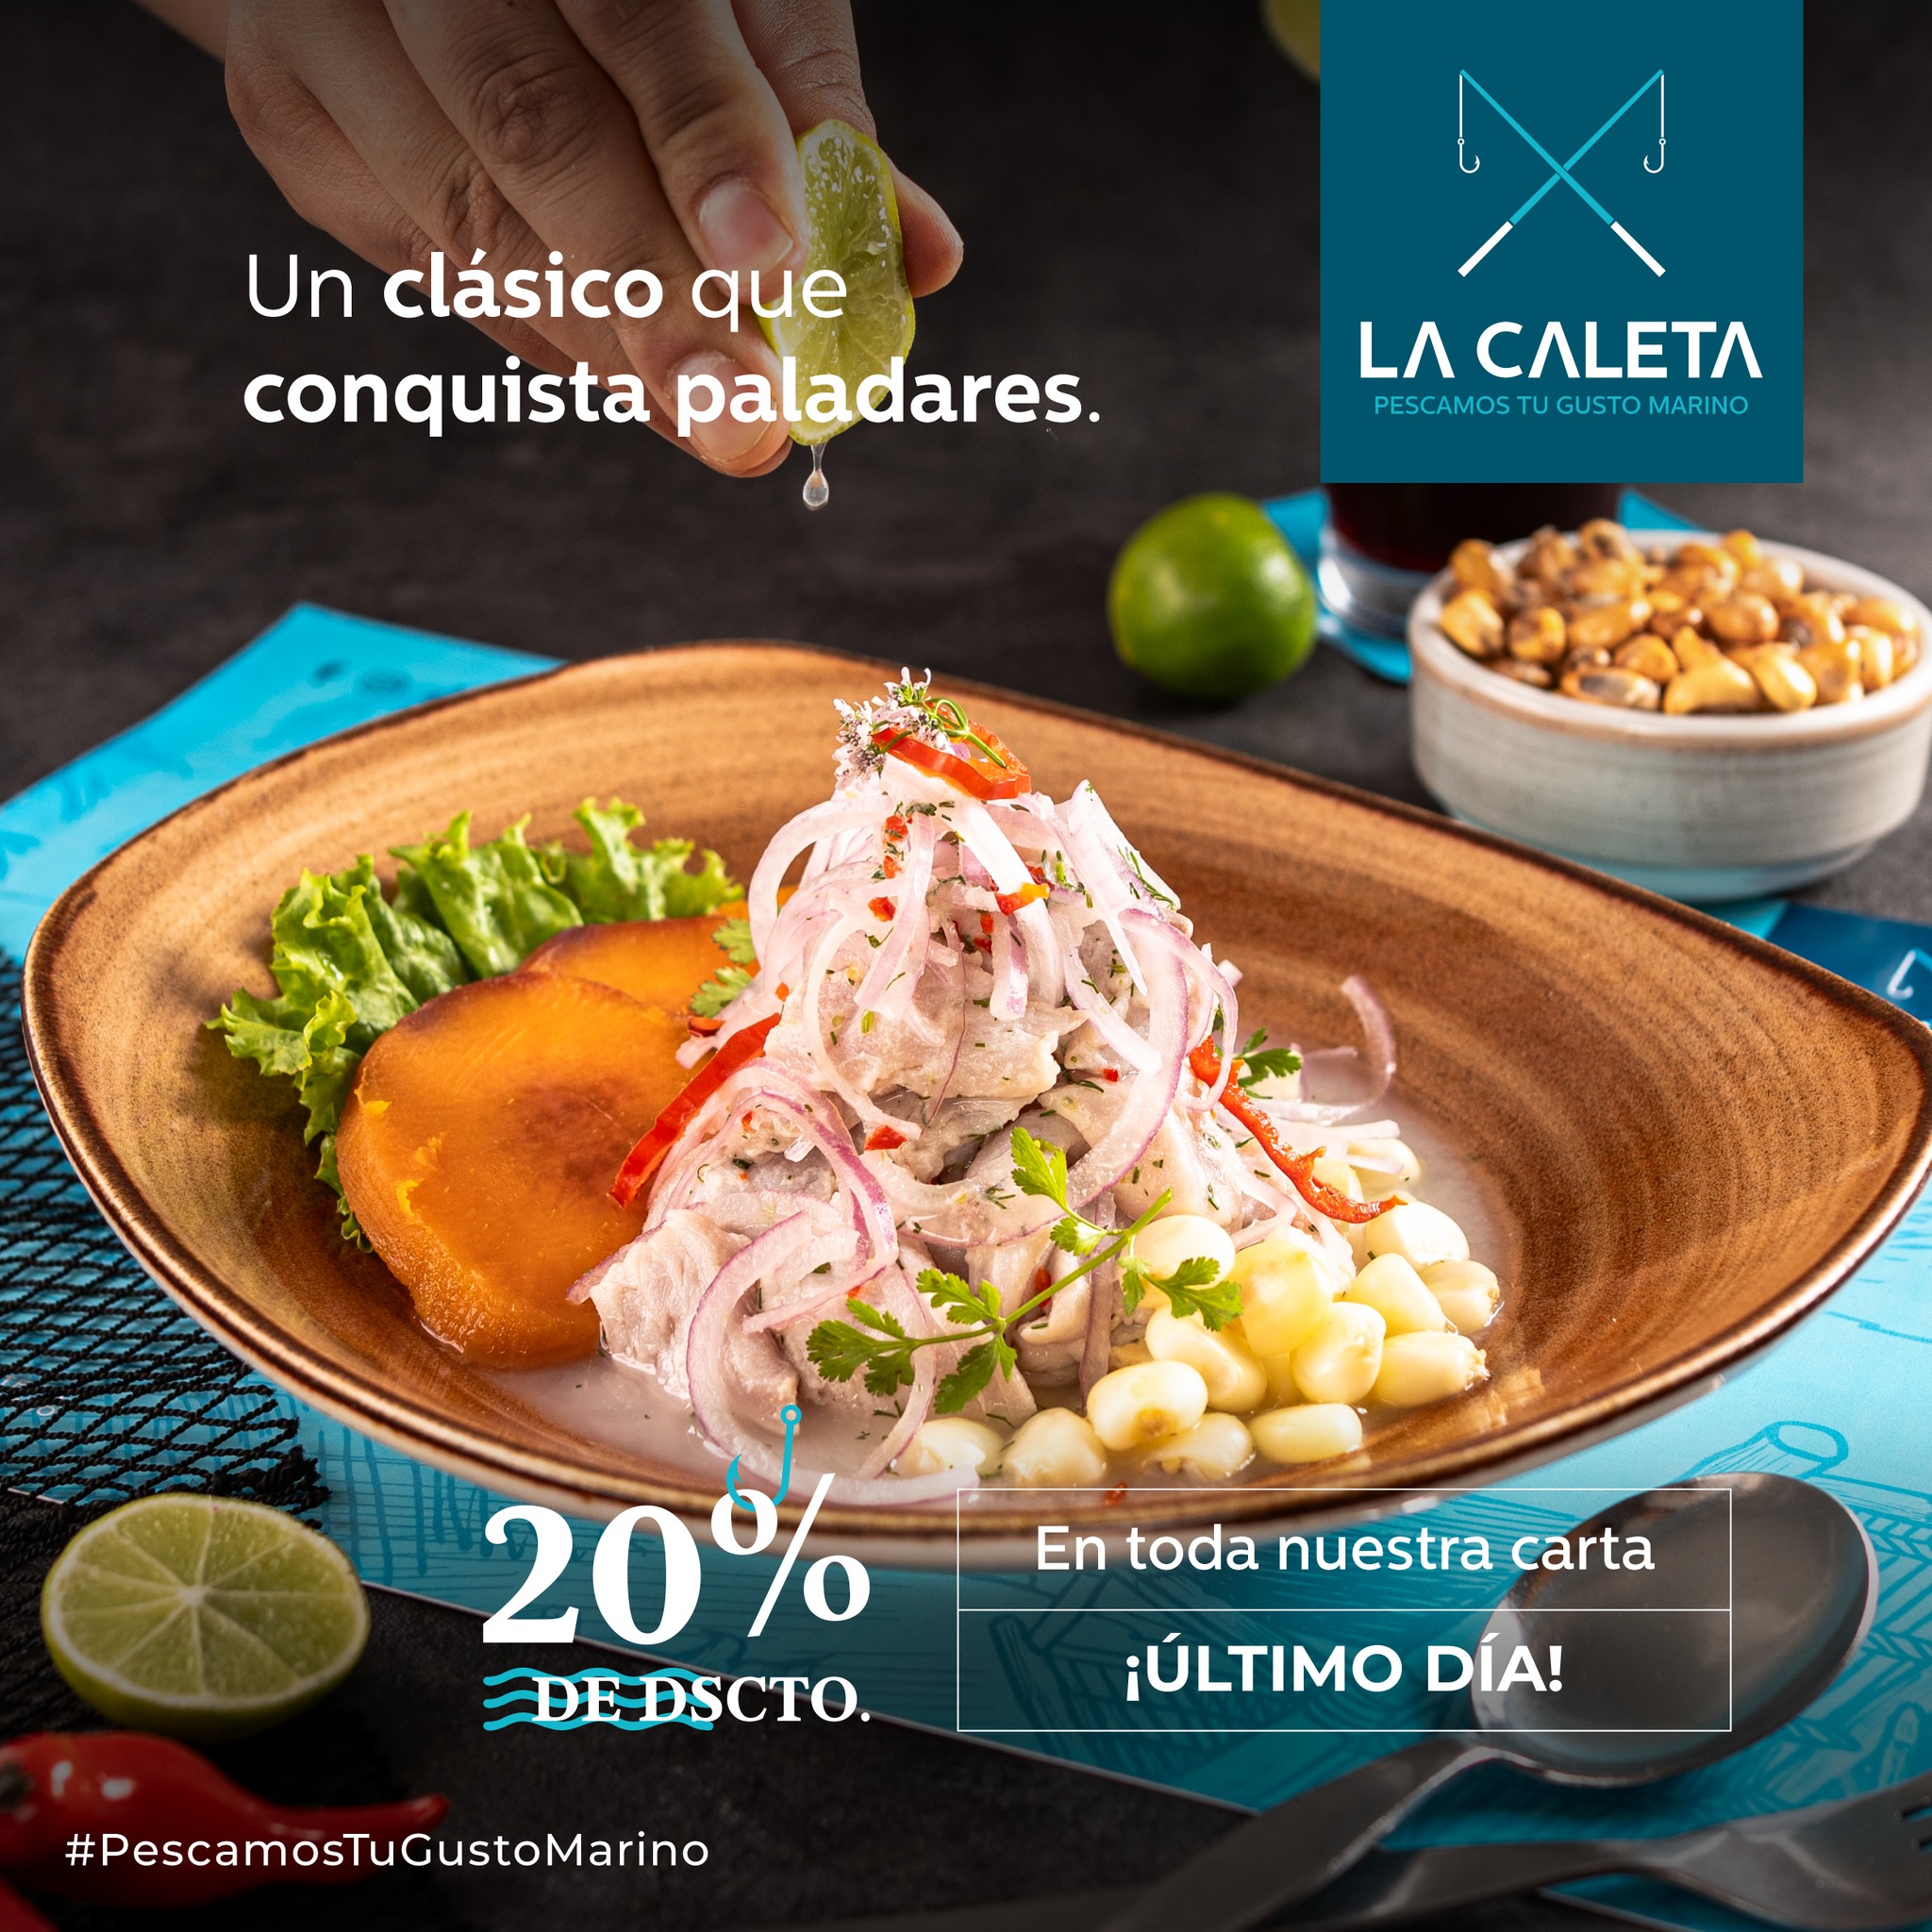 Un clásico que
conquista paladares.
LA CALETA
PESCAMOS TU GUSTO MARINO
20%
DE DSCTO.
En toda nuestra carta
¡ÚLTIMO DÍA!
#PescamosTuGustoMarino